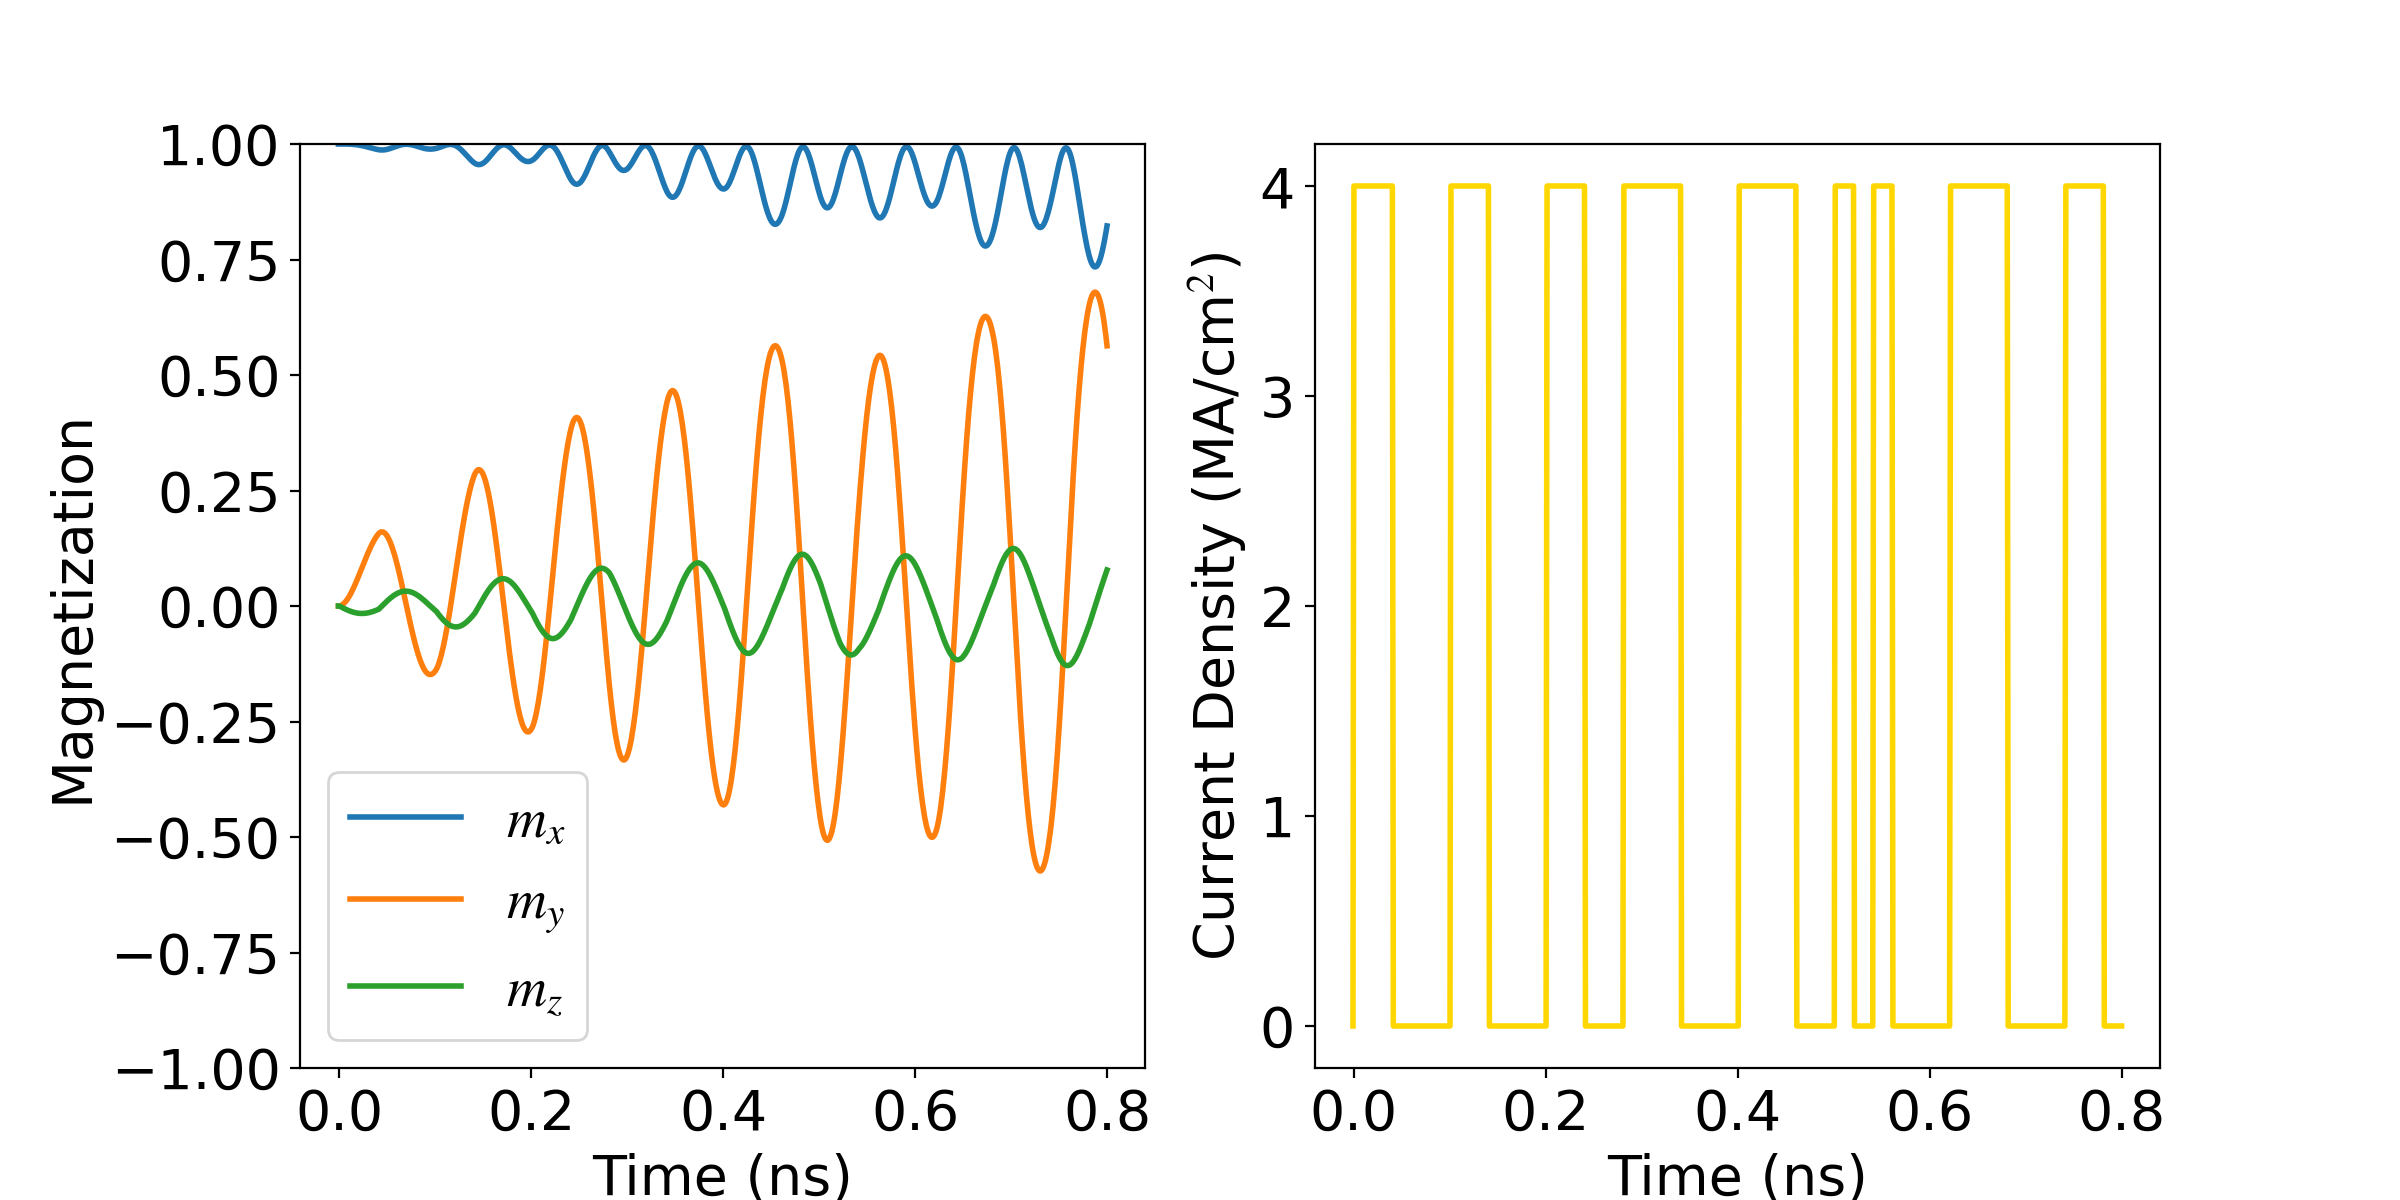 1.00
0.75
0.50
0.25
0.00
−0.25
−0.50
−0.75
−1.00
Magnetization
m_x
m_y
m_z
0.0 0.2 0.4 0.6 0.8
Time (ns)
4
3
2
1
0
Current Density (MA/cm²)
0.0 0.2 0.4 0.6 0.8
Time (ns)